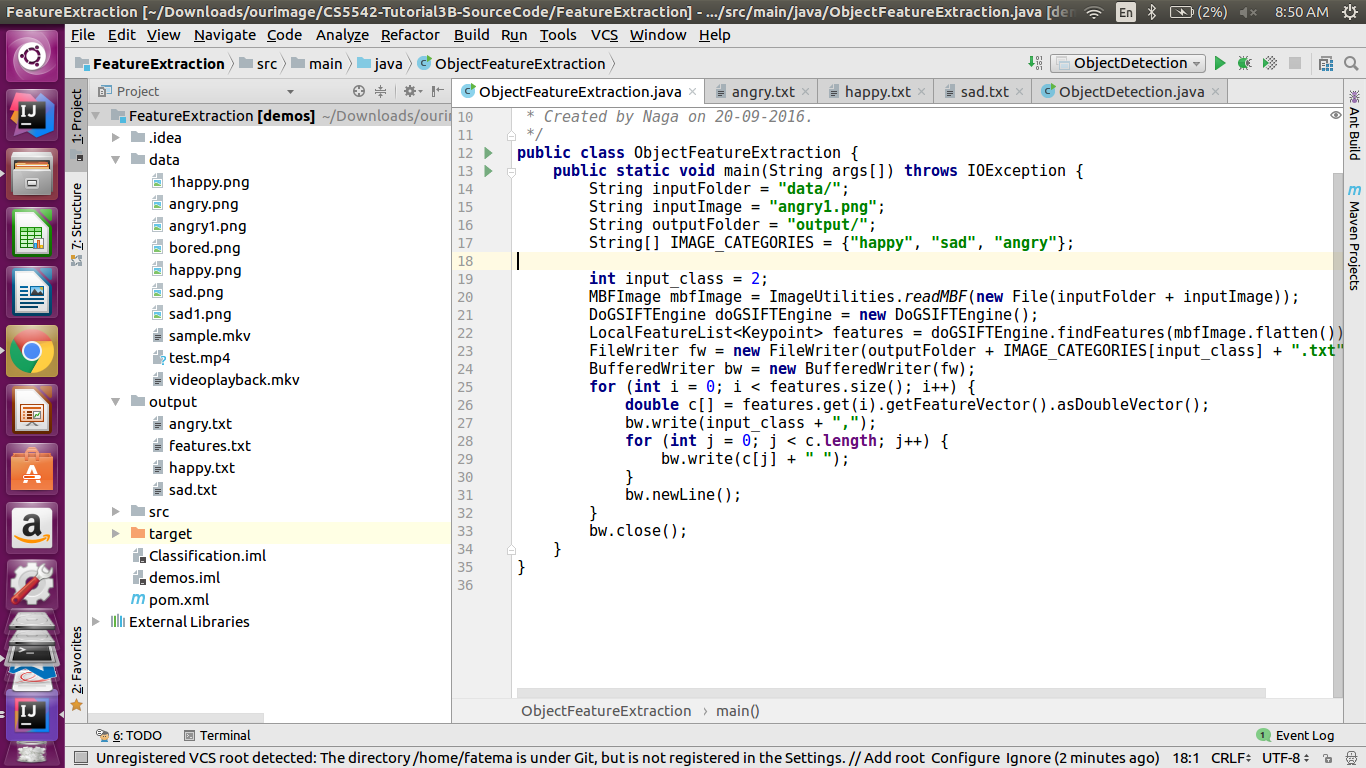 FeatureExtraction [~/Downloads/ourimage/CS5542-Tutorial3B-SourceCode/FeatureExtraction] - .../src/main/java/ObjectFeatureExtraction.java [de
En (2%) 8:50 AM
File Edit View Navigate Code Analyze Refactor Build Run Tools VCS Window Help
FeatureExtraction src main java ObjectFeatureExtraction ObjectDetection
1: Project
7: Structure
2: Favorites
Project
FeatureExtraction [demos] ~/Downloads/ouri
.idea
data
1happy.png
angry.png
angry1.png
bored.png
happy.png
sad.png
sad1.png
sample.mkv
test.mp4
videoplayback.mkv
output
angry.txt
features.txt
happy.txt
sad.txt
src
target
Classification.iml
demos.iml
pom.xml
External Libraries
ObjectFeatureExtraction.java angry.txt happy.txt sad.txt ObjectDetection.java
10 * Created by Naga on 20-09-2016.
11 */
12 public class ObjectFeatureExtraction {
13 public static void main(String args[]) throws IOException {
14 String inputFolder = "data/";
15 String inputImage = "angry1.png";
16 String outputFolder = "output/";
17 String[] IMAGE_CATEGORIES = {"happy", "sad", "angry"};
18
19 int input_class = 2;
20 MBFImage mbfImage = ImageUtilities.readMBF(new File(inputFolder + inputImage));
21 DoGSIFTEngine doGSIFTEngine = new DoGSIFTEngine();
22 LocalFeatureList<Keypoint> features = doGSIFTEngine.findFeatures(mbfImage.flatten())
23 FileWriter fw = new FileWriter(outputFolder + IMAGE_CATEGORIES[input_class] + ".txt"
24 BufferedWriter bw = new BufferedWriter(fw);
25 for (int i = 0; i < features.size(); i++) {
26 double c[] = features.get(i).getFeatureVector().asDoubleVector();
27 bw.write(input_class + ",");
28 for (int j = 0; j < c.length; j++) {
29 bw.write(c[j] + " ");
30 }
31 bw.newLine();
32 }
33 bw.close();
34 }
35 }
36
ObjectFeatureExtraction › main()
Ant Build
Maven Projects
6: TODO Terminal 1 Event Log
Unregistered VCS root detected: The directory /home/fatema is under Git, but is not registered in the Settings. // Add root Configure Ignore (2 minutes ago) 18:1 CRLF UTF-8